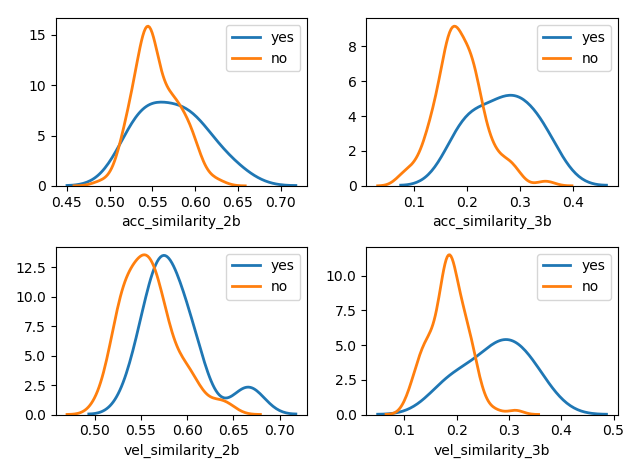 15
10
5
0
yes
no
0.45 0.50 0.55 0.60 0.65 0.70
acc_similarity_2b
8
6
4
2
0
yes
no
0.1 0.2 0.3 0.4
acc_similarity_3b
12.5
10.0
7.5
5.0
2.5
0.0
yes
no
0.50 0.55 0.60 0.65 0.70
vel_similarity_2b
10.0
7.5
5.0
2.5
0.0
yes
no
0.1 0.2 0.3 0.4 0.5
vel_similarity_3b